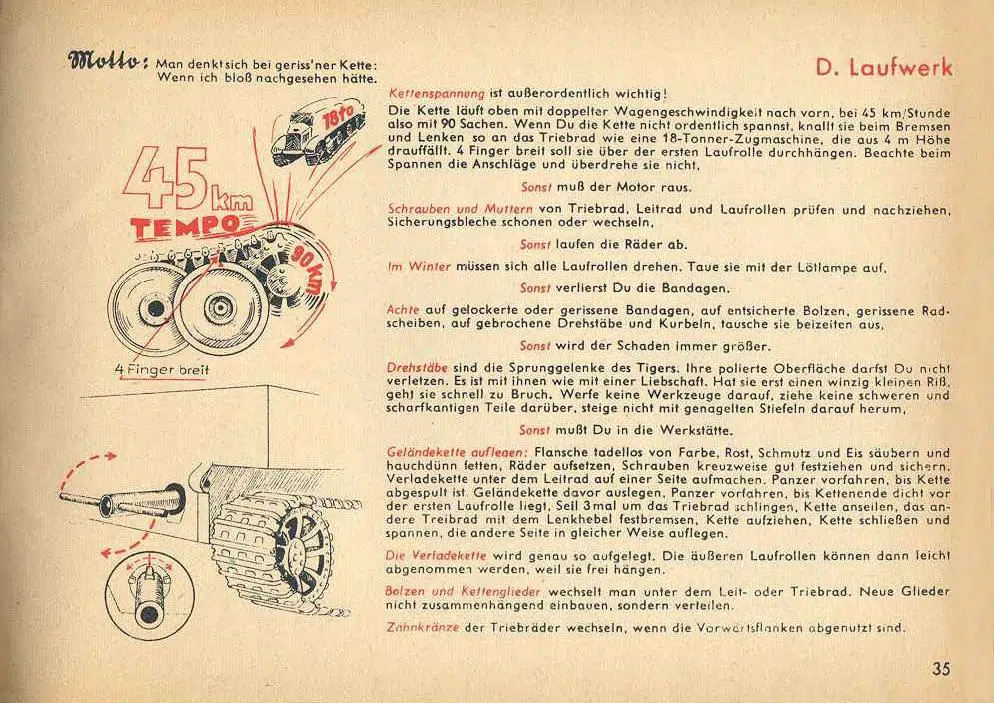 Motto: Man denkt sich bei geriss'ner Kette:
Wenn ich bloß nachgesehen hätte.
D. Laufwerk
Kettenspannung ist außerordentlich wichtig!
Die Kette läuft oben mit doppelter Wagengeschwindigkeit nach vorn, bei 45 km/Stunde
also mit 90 Sachen. Wenn Du die Kette nicht ordentlich spannst, knallt sie beim Bremsen
und Lenken so an das Triebrad wie eine 18-Tonner-Zugmaschine, die aus 4 m Höhe
drauffällt. 4 Finger breit soll sie über der ersten Laufrolle durchhängen. Beachte beim
Spannen die Anschläge und überdrehe sie nicht,
Sonst muß der Motor raus.
Schrauben und Muttern von Triebrad, Leitrad und Laufrollen prüfen und nachziehen,
Sicherungsbleche schonen oder wechseln,
Sonst laufen die Räder ab.
Im Winter müssen sich alle Laufrollen drehen. Taue sie mit der Lötlampe auf,
Sonst verlierst Du die Bandagen.
Achte auf gelockerte oder gerissene Bandagen, auf entsicherte Bolzen, gerissene Rad-
scheiben, auf gebrochene Drehstäbe und Kurbeln, tausche sie beizeiten aus,
Sonst wird der Schaden immer größer.
Drehstäbe sind die Sprunggelenke des Tigers. Ihre polierte Oberfläche darfst Du nicht
verletzen. Es ist mit ihnen wie mit einer Liebschaft. Hat sie erst einen winzig kleinen Riß,
geht sie schnell zu Bruch. Werfe keine Werkzeuge darauf, ziehe keine schweren und
scharfkantigen Teile darüber, steige nicht mit genagelten Stiefeln darauf herum,
Sonst mußt Du in die Werkstätte.
Geländekette auflegen: Flansche tadellos von Farbe, Rost, Schmutz und Eis säubern und
hauchdünn fetten, Räder aufsetzen, Schrauben kreuzweise gut festziehen und sichern.
Verladekette unter dem Leitrad auf einer Seite aufmachen. Panzer vorfahren, bis Kette
abgespult ist. Geländekette davor auslegen, Panzer vorfahren, bis Kettenende dicht vor
der ersten Laufrolle liegt, Seil 3mal um das Triebrad schlingen, Kette anseilen, das an-
dere Treibrad mit dem Lenkhebel festbremsen, Kette aufziehen, Kette schließen und
spannen, die andere Seite in gleicher Weise auflegen.
Die Verladekette wird genau so aufgelegt. Die äußeren Laufrollen können dann leicht
abgenommen werden, weil sie frei hängen.
Bolzen und Kettenglieder wechselt man unter dem Leit- oder Triebrad. Neue Glieder
nicht zusammenhängend einbauen, sondern verteilen.
Zahnkränze der Triebräder wechseln, wenn die Vorwärtsflanken abgenutzt sind.
18to
45 km
TEMPO
90 km
4 Finger breit
35